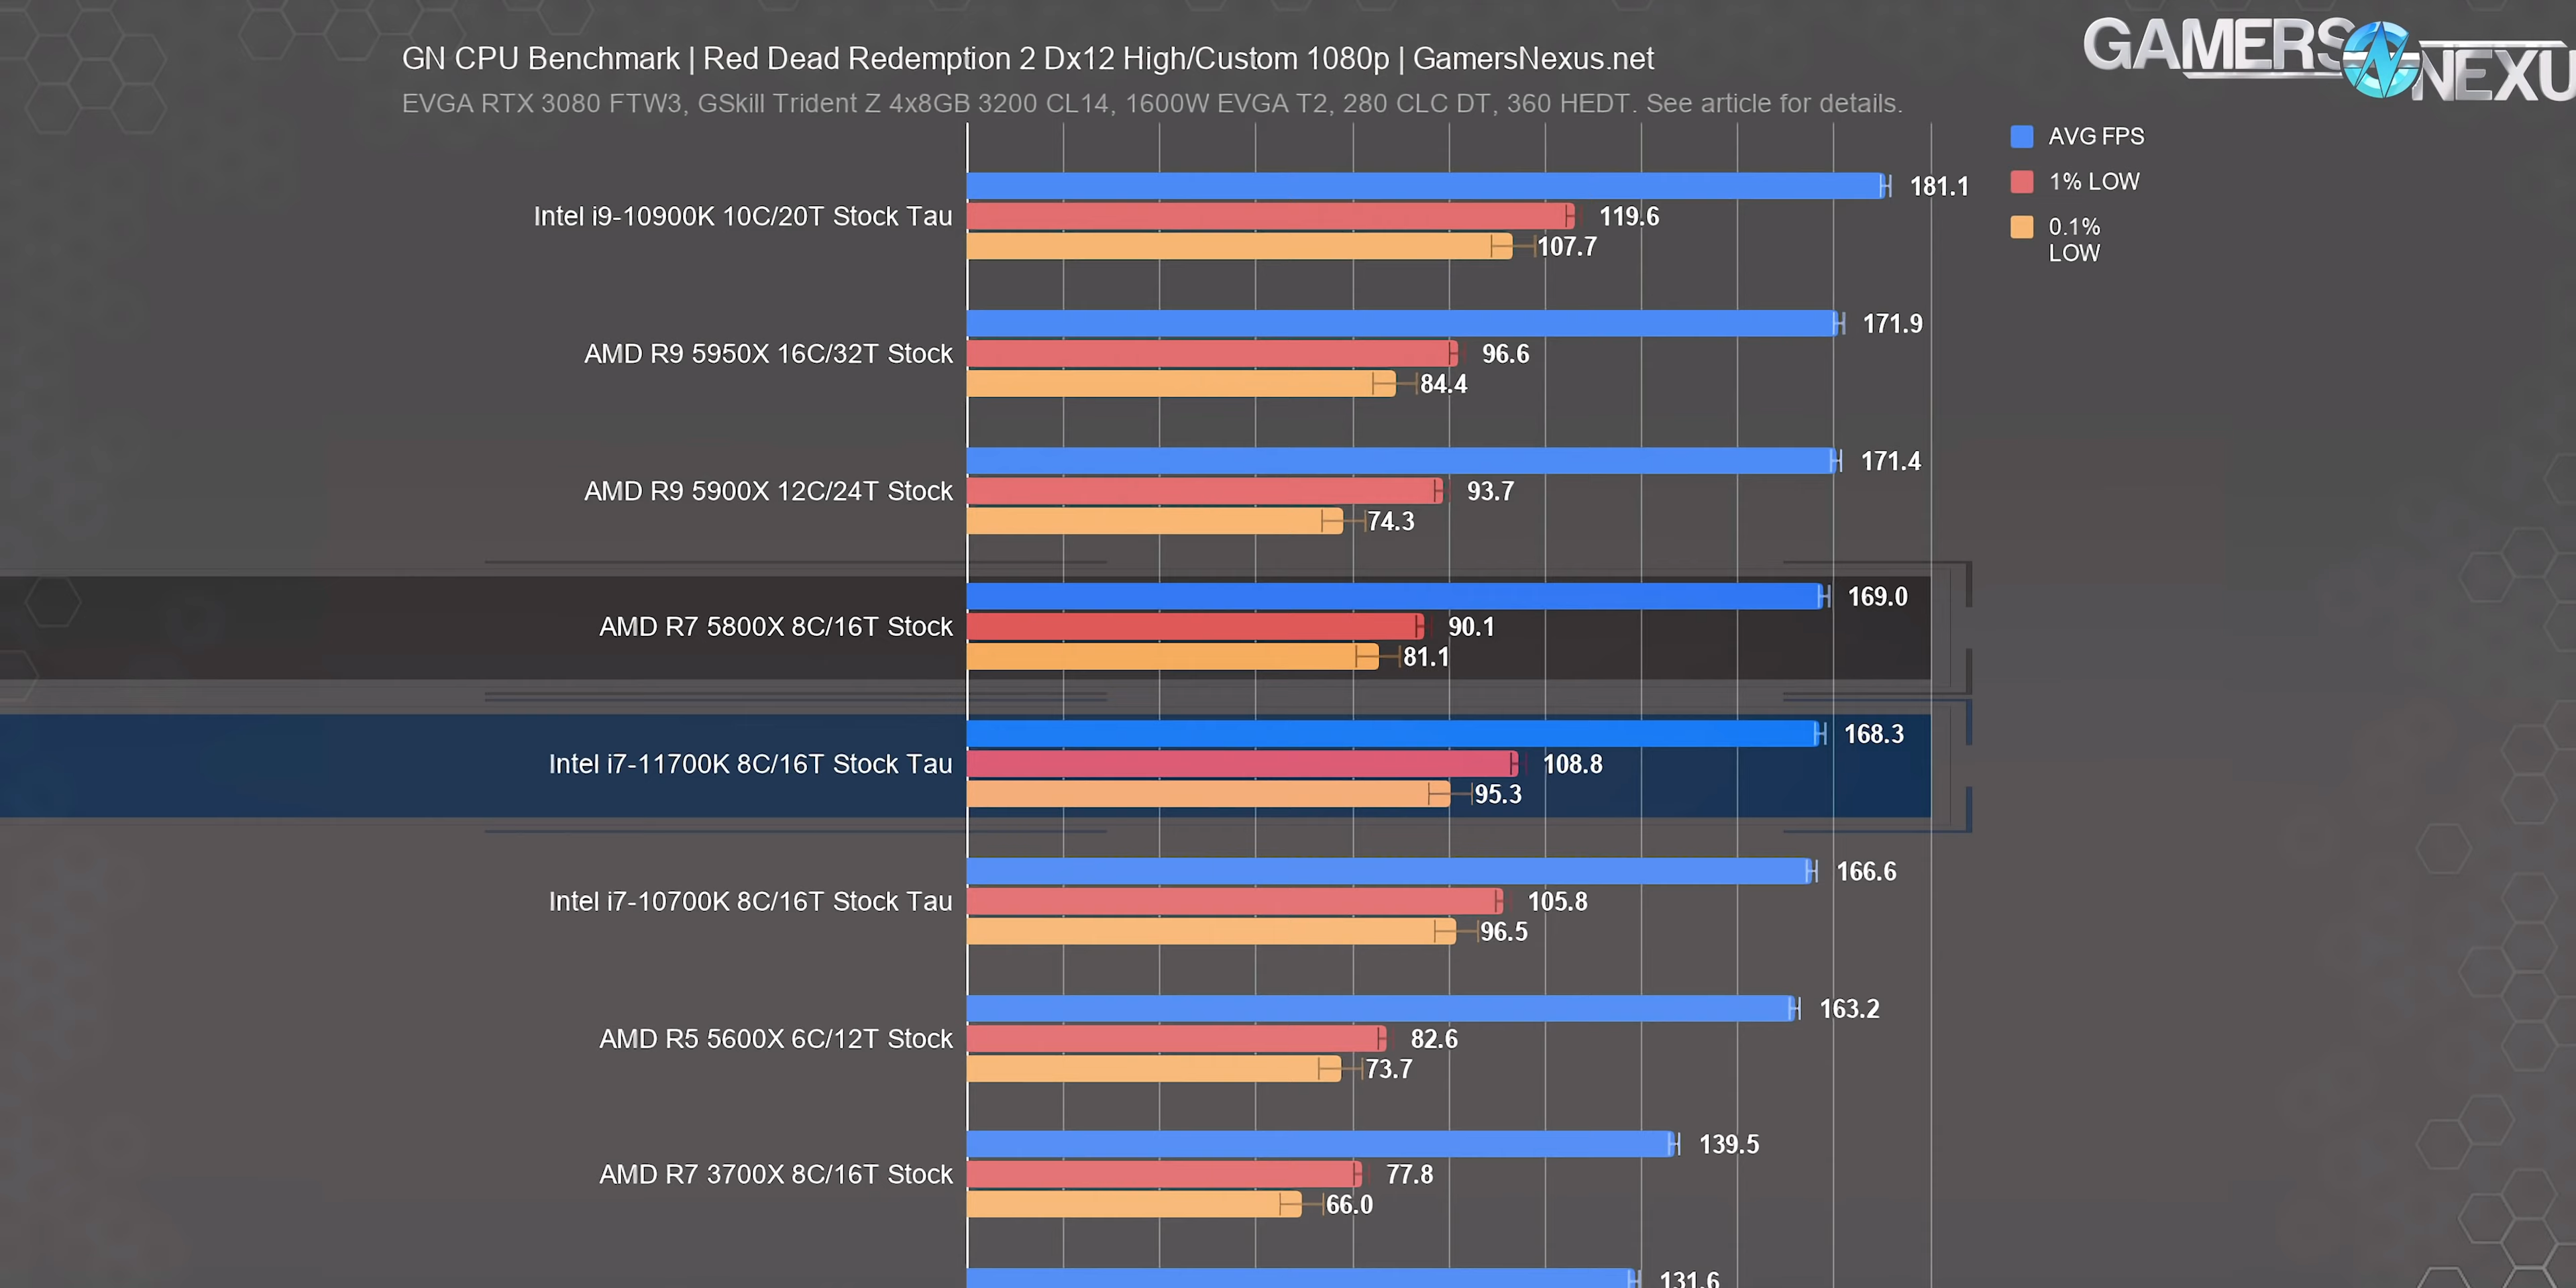 GAMERS NEXU
GN CPU Benchmark | Red Dead Redemption 2 Dx12 High/Custom 1080p | GamersNexus.net
EVGA RTX 3080 FTW3, GSkill Trident Z 4x8GB 3200 CL14, 1600W EVGA T2, 280 CLC DT, 360 HEDT. See article for details.
AVG FPS
1% LOW
0.1%
LOW
181.1
Intel i9-10900K 10C/20T Stock Tau 119.6
107.7
171.9
AMD R9 5950X 16C/32T Stock 96.6
84.4
171.4
AMD R9 5900X 12C/24T Stock 93.7
74.3
169.0
AMD R7 5800X 8C/16T Stock 90.1
81.1
168.3
Intel i7-11700K 8C/16T Stock Tau 108.8
95.3
166.6
Intel i7-10700K 8C/16T Stock Tau 105.8
96.5
163.2
AMD R5 5600X 6C/12T Stock 82.6
73.7
139.5
AMD R7 3700X 8C/16T Stock 77.8
66.0
131.6